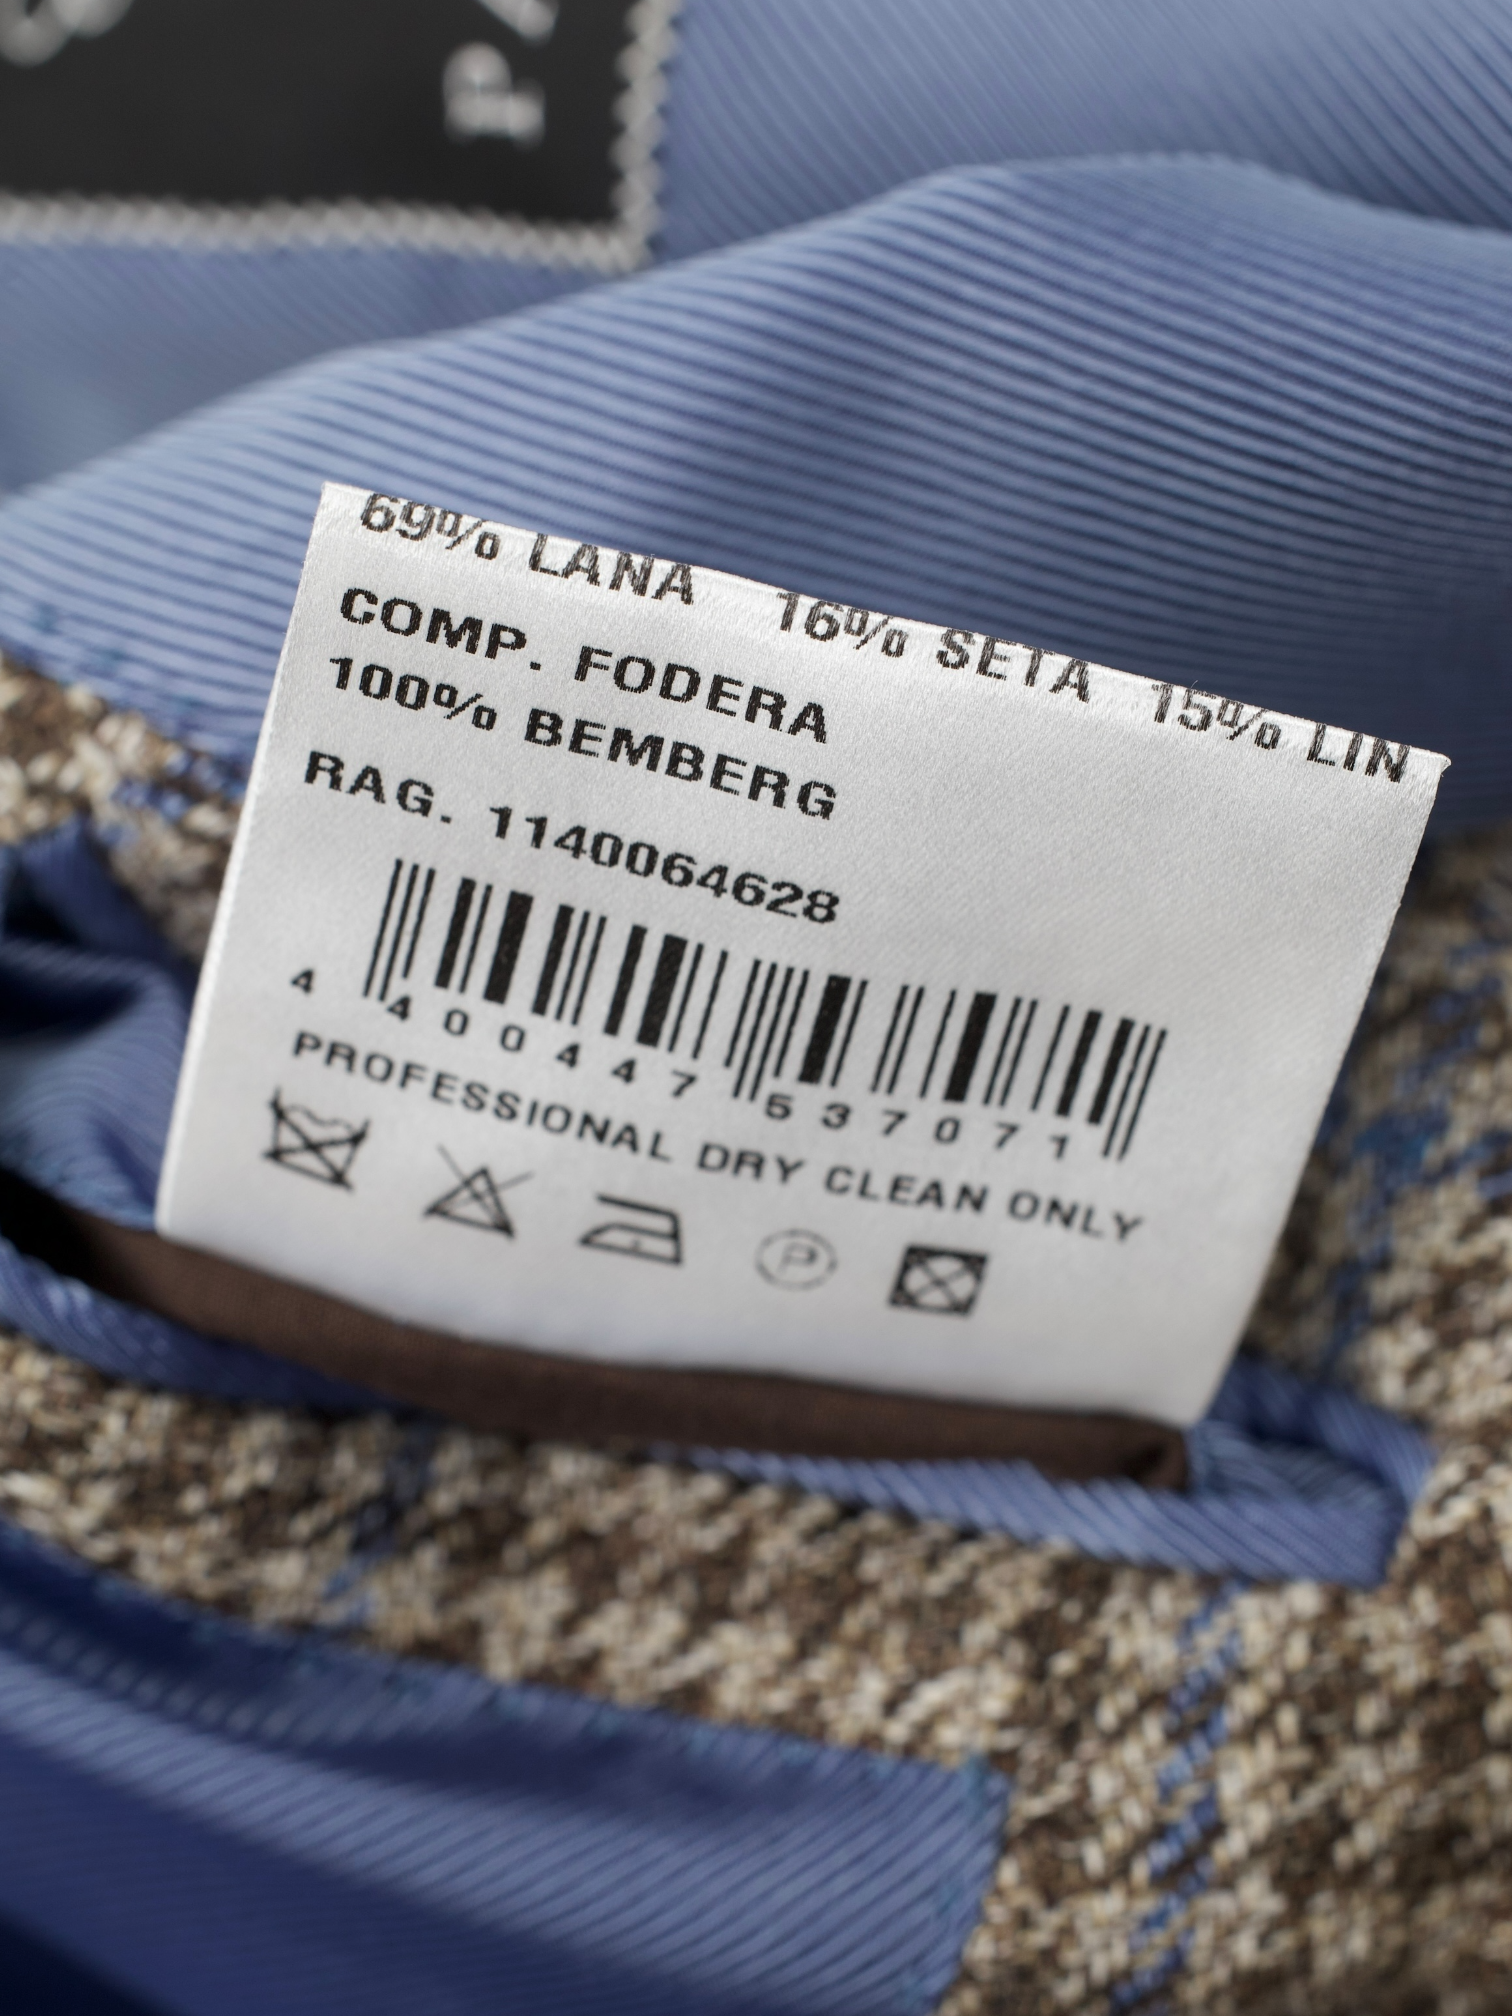 69% LANA 16% SETA 15% LIN
COMP. FODERA
100% BEMBERG
RAG. 1140064628
4 400447 537071
PROFESSIONAL DRY CLEAN ONLY
P